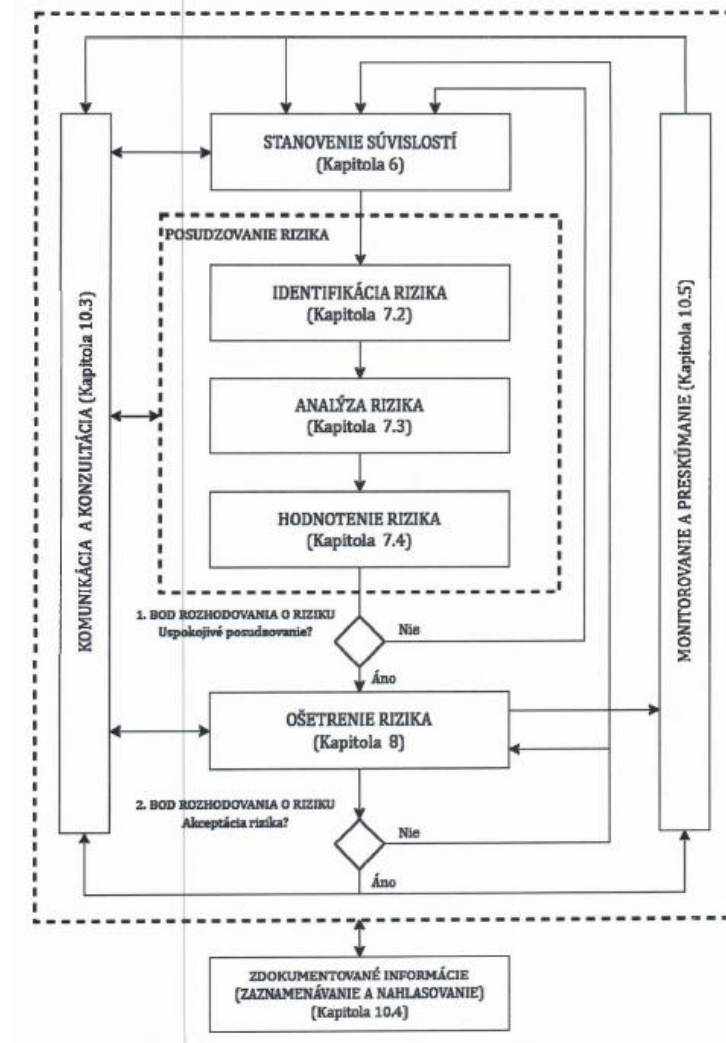 STANOVENIE SÚVISLOSTÍ
(Kapitola 6)
POSUDZOVANIE RIZIKA
IDENTIFIKÁCIA RIZIKA
(Kapitola 7.2)
ANALÝZA RIZIKA
(Kapitola 7.3)
HODNOTENIE RIZIKA
(Kapitola 7.4)
KOMUNIKÁCIA A KONZULTÁCIA (Kapitola 10.3)
MONITOROVANIE A PRESKÚMANIE (Kapitola 10.5)
1. BOD ROZHODOVANIA O RIZIKU
Uspokojivé posudzovanie?
Nie
Áno
OŠETRENIE RIZIKA
(Kapitola 8)
2. BOD ROZHODOVANIA O RIZIKU
Akceptácia rizika?
Nie
Áno
ZDOKUMENTOVANÉ INFORMÁCIE
(ZAZNAMENÁVANIE A NAHLASOVANIE)
(Kapitola 10.4)